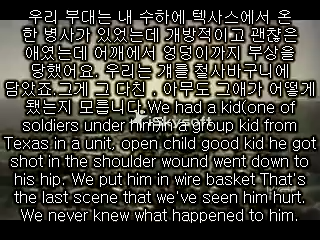 우리 부대는 내 수하에 텍사스에서 온
한 병사가 있었는데 개방적이고 괜찮은
애였는데 어깨에서 엉덩이까지 부상을
당했어요. 우리는 걔를 철사바구니에
담았죠.그게 그 다친 . 아무도 그애가 어떻게
됐는지 모릅니다.We had a kid(one of
soldiers under him)in a group kid from
Texas in a unit, open child good kid he got
shot in the shoulder wound went down to
his hip. We put him in wire basket That's
the last scene that we've seen him hurt.
We never knew what happened to him.